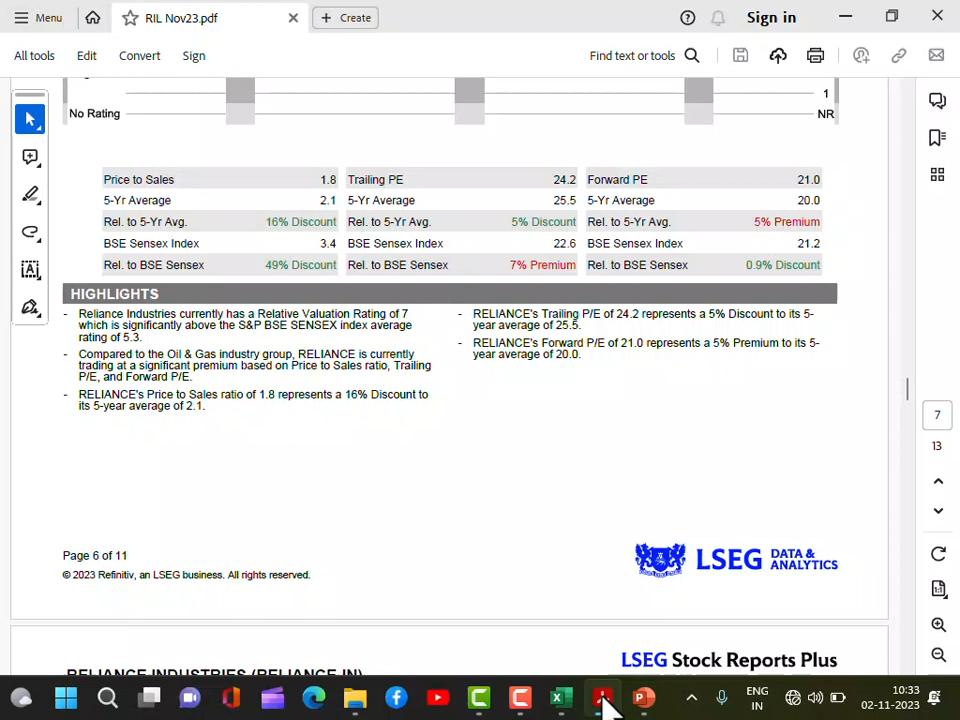 Menu
RIL Nov23.pdf
Create
Sign in
All tools
Edit
Convert
Sign
Find text or tools
1
No Rating
NR
Price to Sales 1.8 Trailing PE 24.2 Forward PE 21.0
5-Yr Average 2.1 5-Yr Average 25.5 5-Yr Average 20.0
Rel. to 5-Yr Avg. 16% Discount Rel. to 5-Yr Avg. 5% Discount Rel. to 5-Yr Avg. 5% Premium
BSE Sensex Index 3.4 BSE Sensex Index 22.6 BSE Sensex Index 21.2
Rel. to BSE Sensex 49% Discount Rel. to BSE Sensex 7% Premium Rel. to BSE Sensex 0.9% Discount
HIGHLIGHTS
- Reliance Industries currently has a Relative Valuation Rating of 7
which is significantly above the S&P BSE SENSEX index average
rating of 5.3.
- Compared to the Oil & Gas industry group, RELIANCE is currently
trading at a significant premium based on Price to Sales ratio, Trailing
P/E, and Forward P/E.
- RELIANCE's Price to Sales ratio of 1.8 represents a 16% Discount to
its 5-year average of 2.1.
- RELIANCE's Trailing P/E of 24.2 represents a 5% Discount to its 5-
year average of 25.5.
- RELIANCE's Forward P/E of 21.0 represents a 5% Premium to its 5-
year average of 20.0.
7
13
Page 6 of 11
© 2023 Refinitiv, an LSEG business. All rights reserved.
LSEG DATA &
ANALYTICS
LSEG Stock Reports Plus
RELIANCE INDUSTRIES (RELIANCE IN)
ENG
IN
10:33
02-11-2023